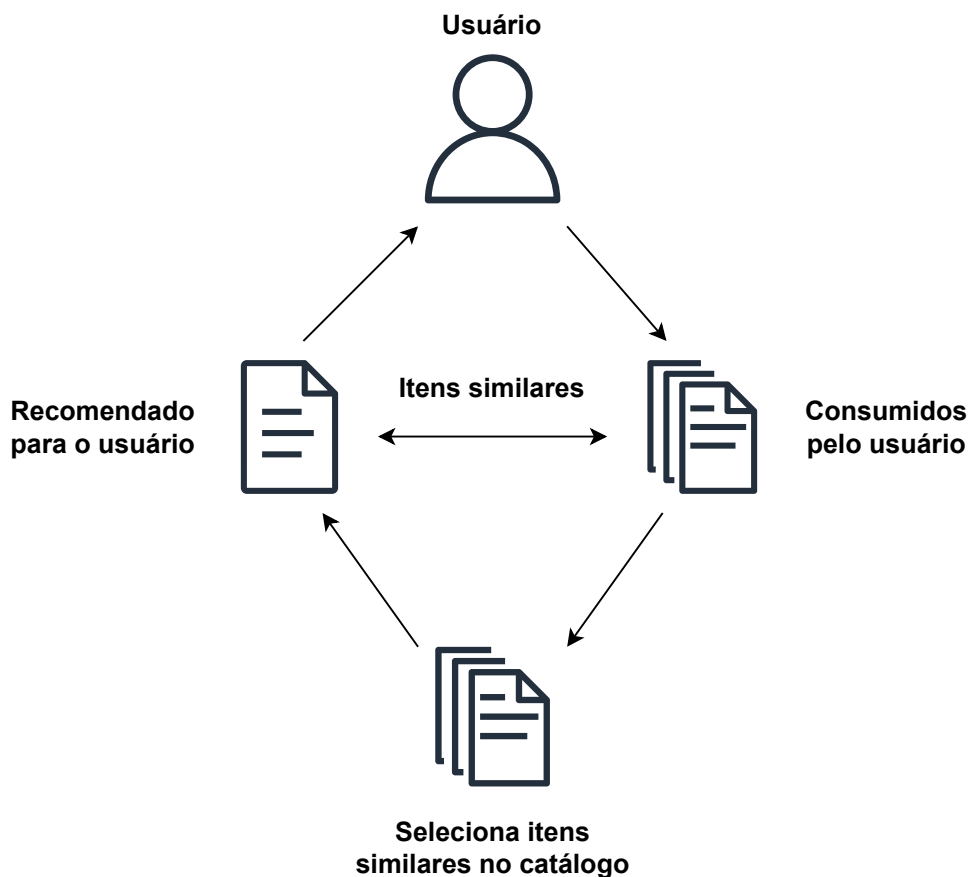 Usuário
Itens similares
Recomendado
para o usuário
Consumidos
pelo usuário
Seleciona itens
similares no catálogo